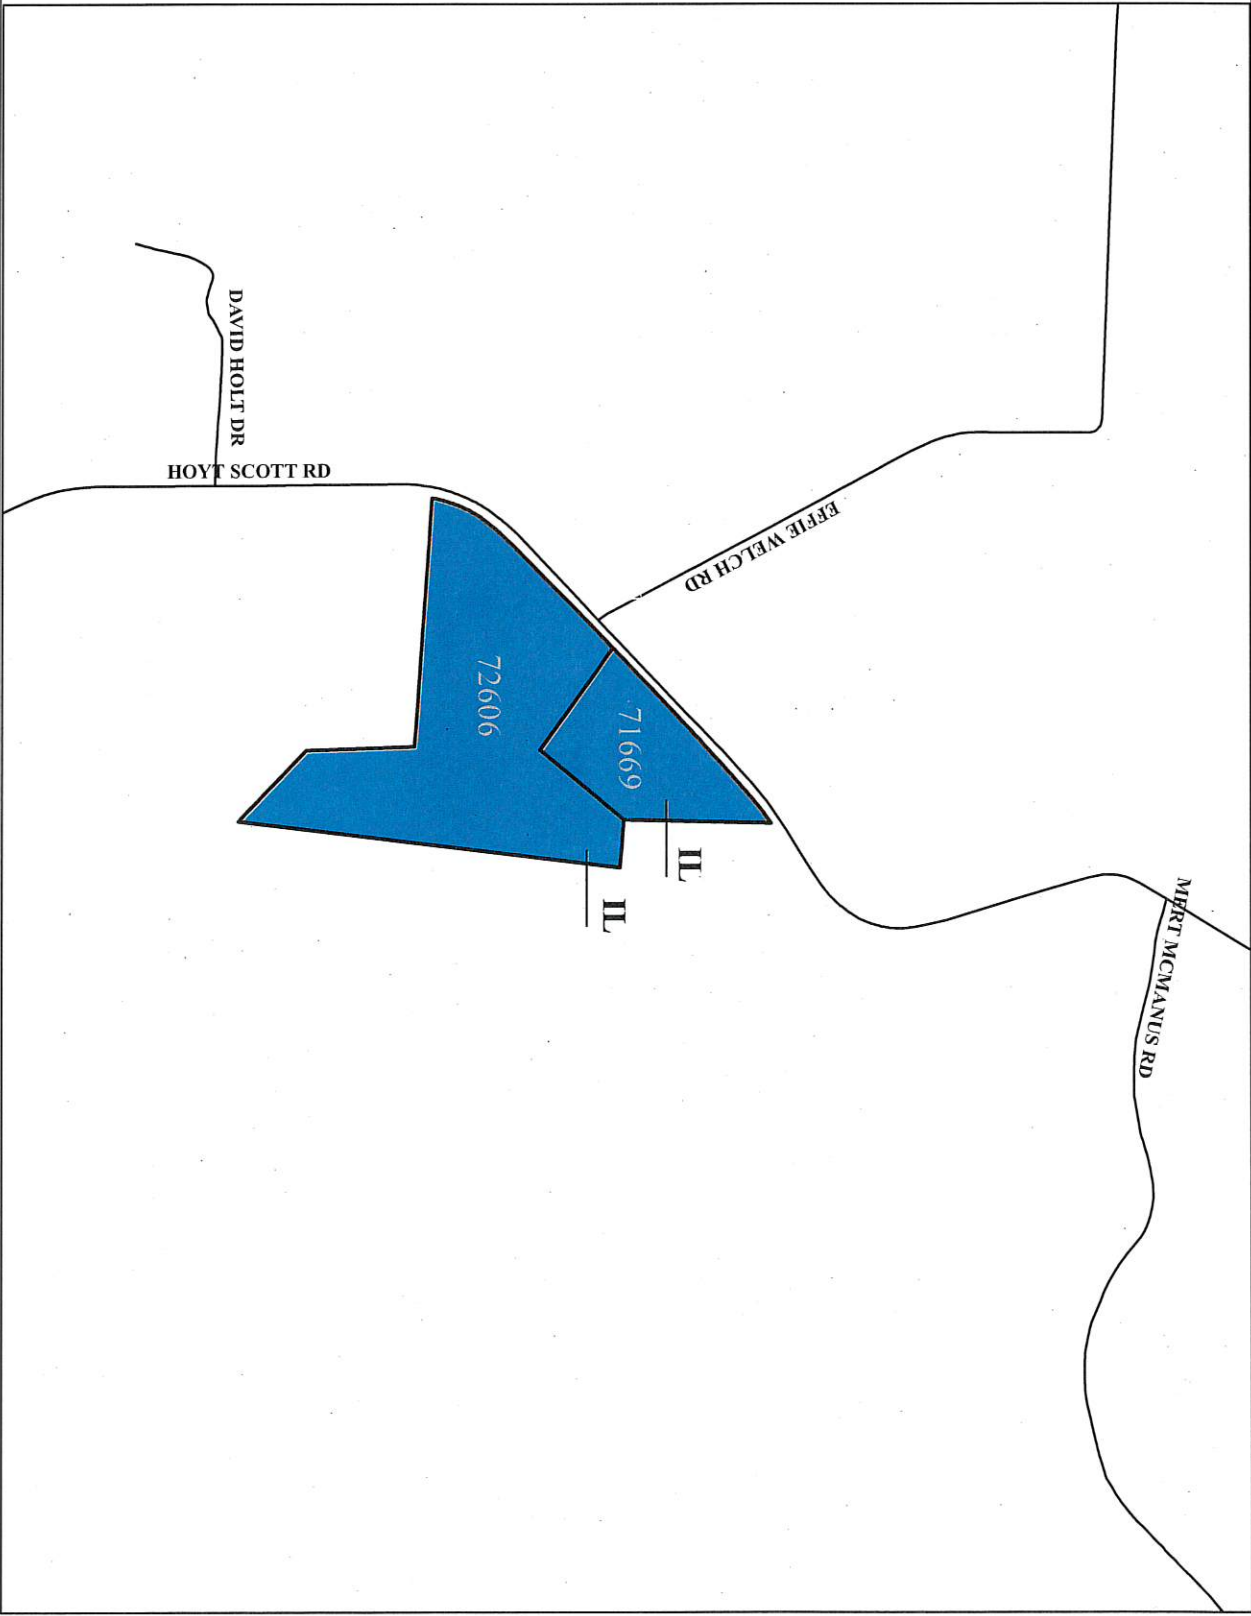 MERT MCMANUS RD
EFFIE WELCH RD
71669
IL
IL
72606
DAVID HOLT DR
HOYT SCOTT RD